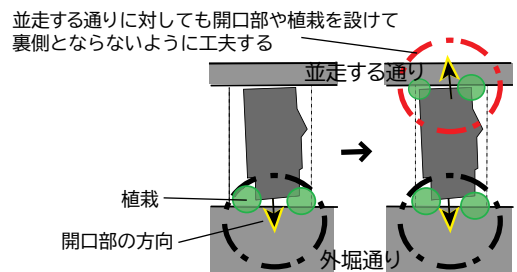 並走する通りに対しても開口部や植栽を設けて
裏側とならないように工夫する
並走する通り
植栽
開口部の方向
外堀通り